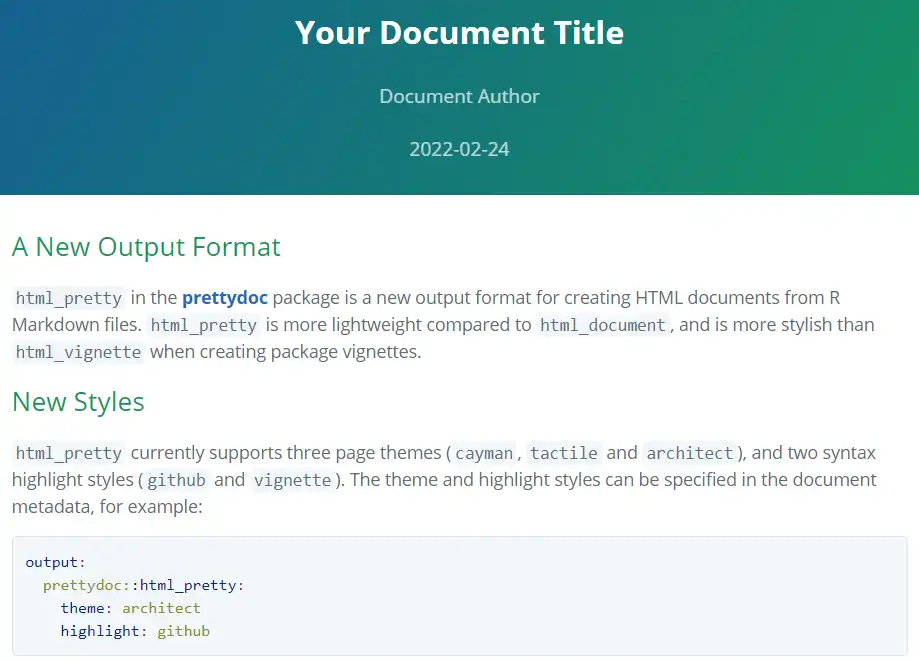 Your Document Title
Document Author
2022-02-24
A New Output Format
html_pretty in the prettydoc package is a new output format for creating HTML documents from R
Markdown files. html_pretty is more lightweight compared to html_document, and is more stylish than
html_vignette when creating package vignettes.
New Styles
html_pretty currently supports three page themes (cayman, tactile and architect), and two syntax
highlight styles (github and vignette). The theme and highlight styles can be specified in the document
metadata, for example:
output:
  prettydoc::html_pretty:
    theme: architect
    highlight: github